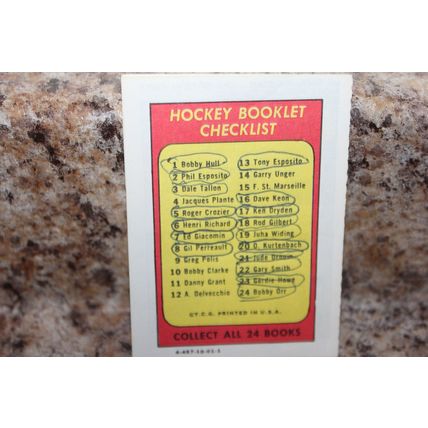 HOCKEY BOOKLET
CHECKLIST
1 Bobby Hull
2 Phil Esposito
3 Dale Tallon
4 Jacques Plante
5 Roger Crozier
6 Henri Richard
7 Ed Giacomin
8 Gil Perreault
9 Greg Polis
10 Bobby Clarke
11 Danny Grant
12 A. Delvecchio
13 Tony Esposito
14 Garry Unger
15 F. St. Marseille
16 Dave Keon
17 Ken Dryden
18 Rod Gilbert
19 Juha Widing
20 O. Kurtenbach
21 Jude Drouin
22 Gary Smith
23 Gordie Howe
24 Bobby Orr
©T.C.G. PRINTED IN U.S.A.
COLLECT ALL 24 BOOKS